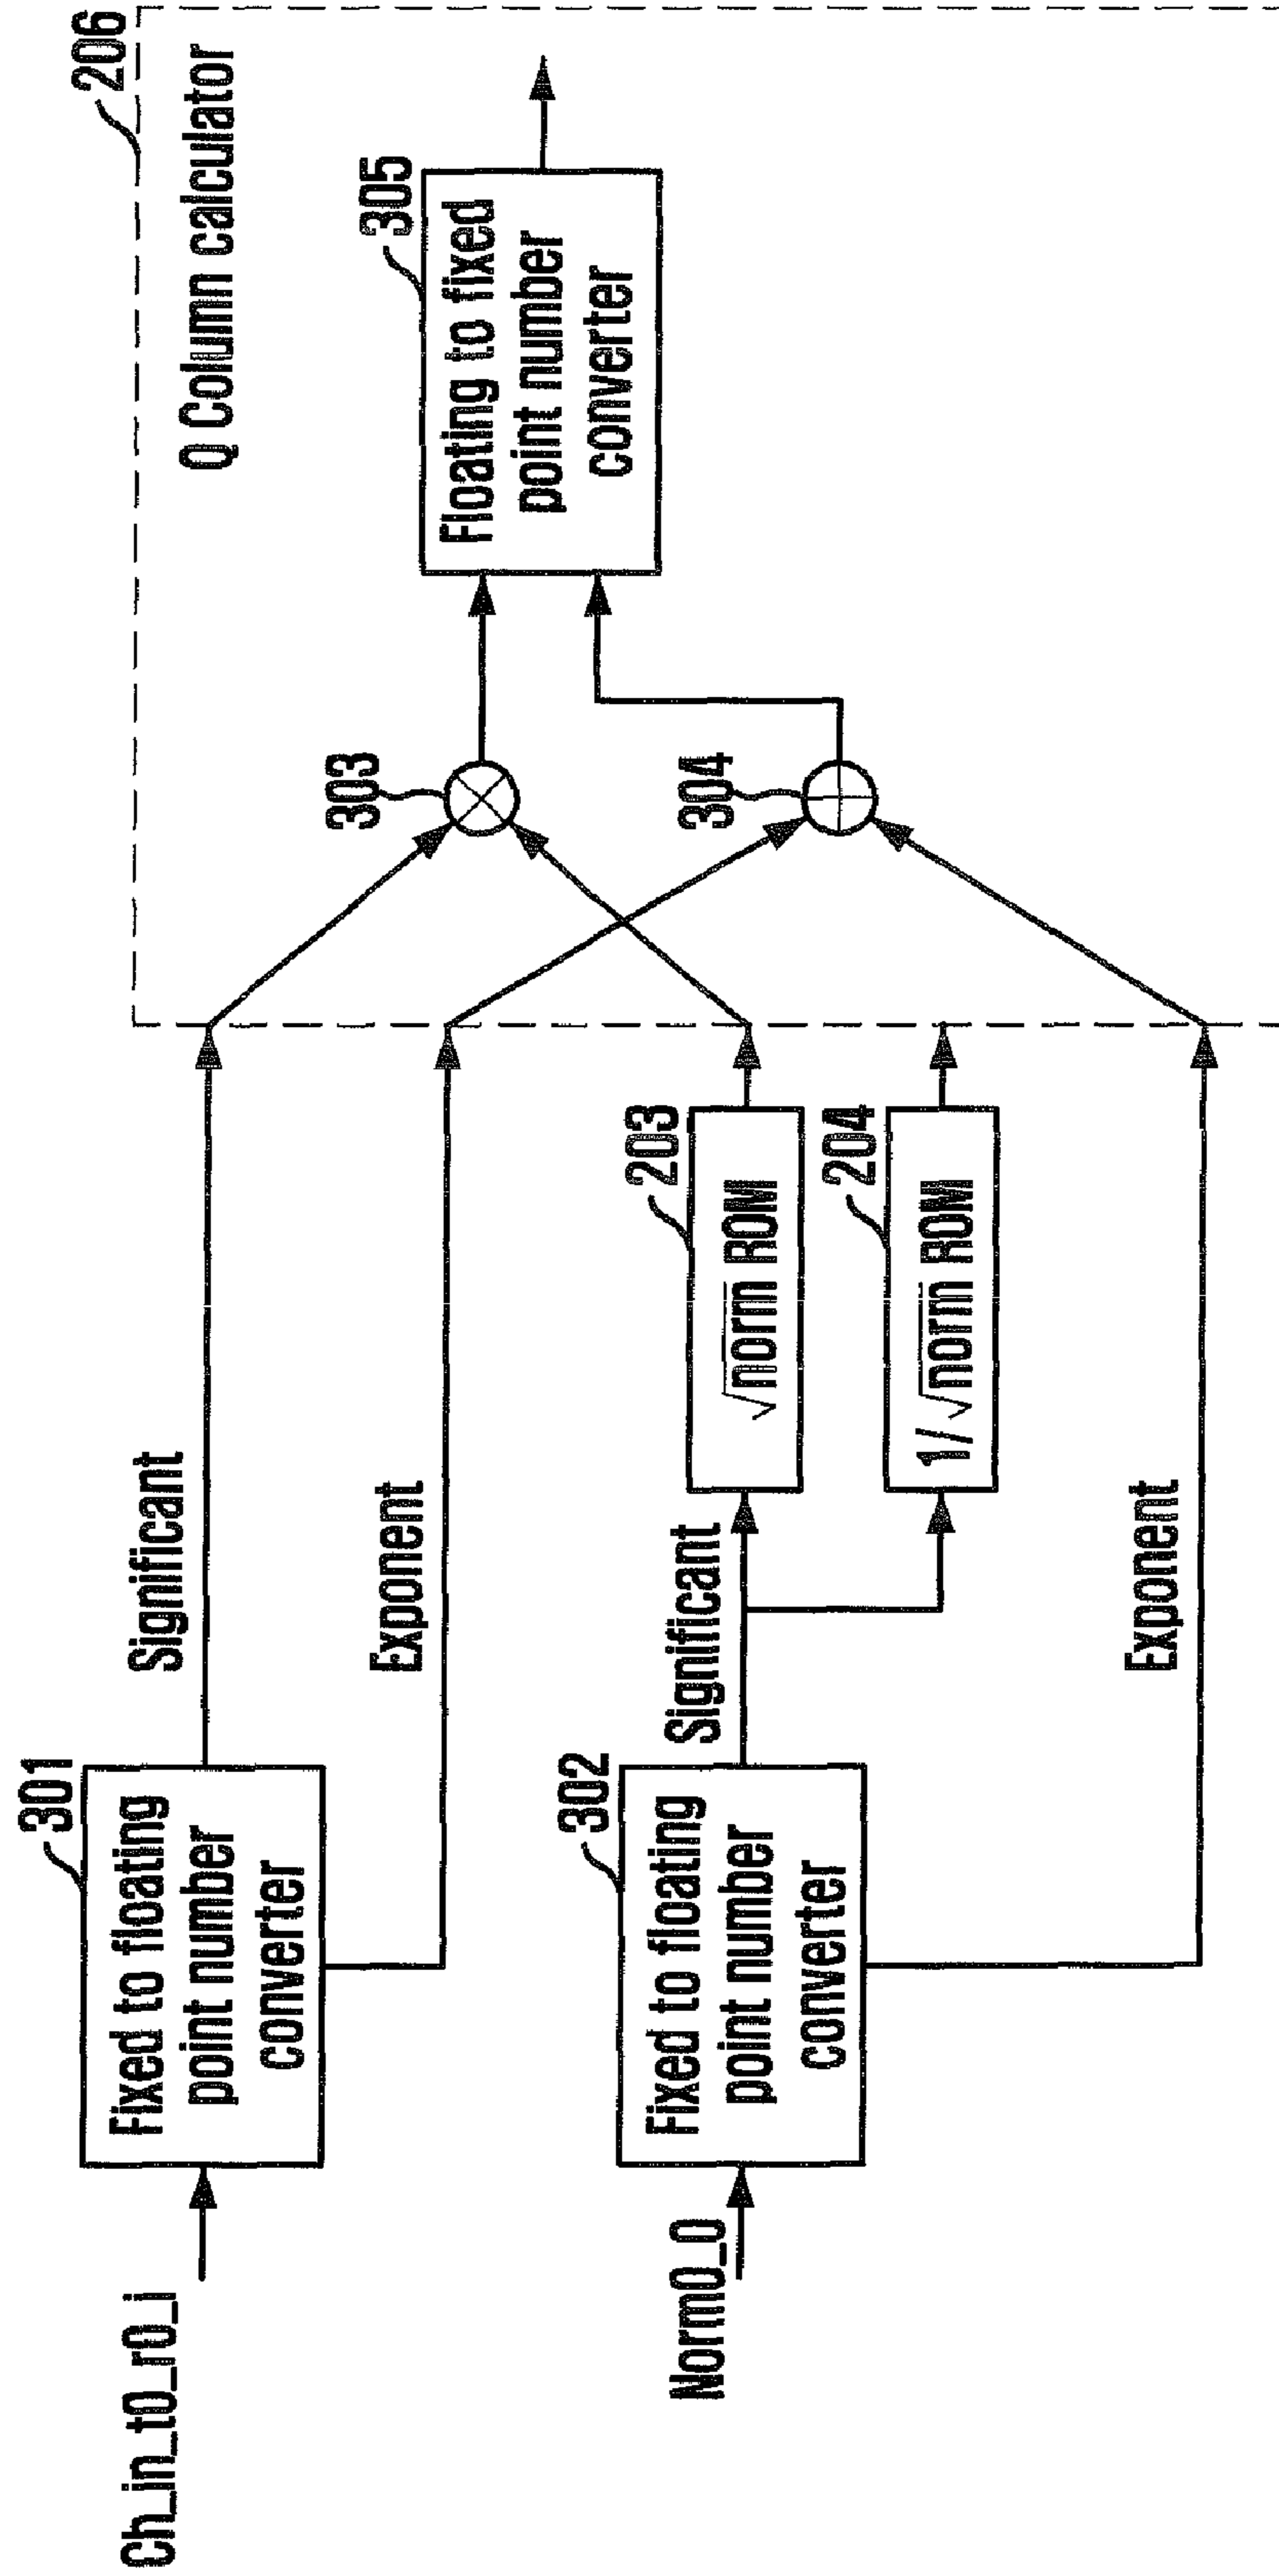 206
Q Column calculator
305
Floating to fixed
point number
converter
303
304
Significant
Exponent
203
√norm ROM
204
1/√norm ROM
Significant
Exponent
301
Fixed to floating
point number
converter
302
Fixed to floating
point number
converter
Ch_in_t0_r0_i
Norm0_0